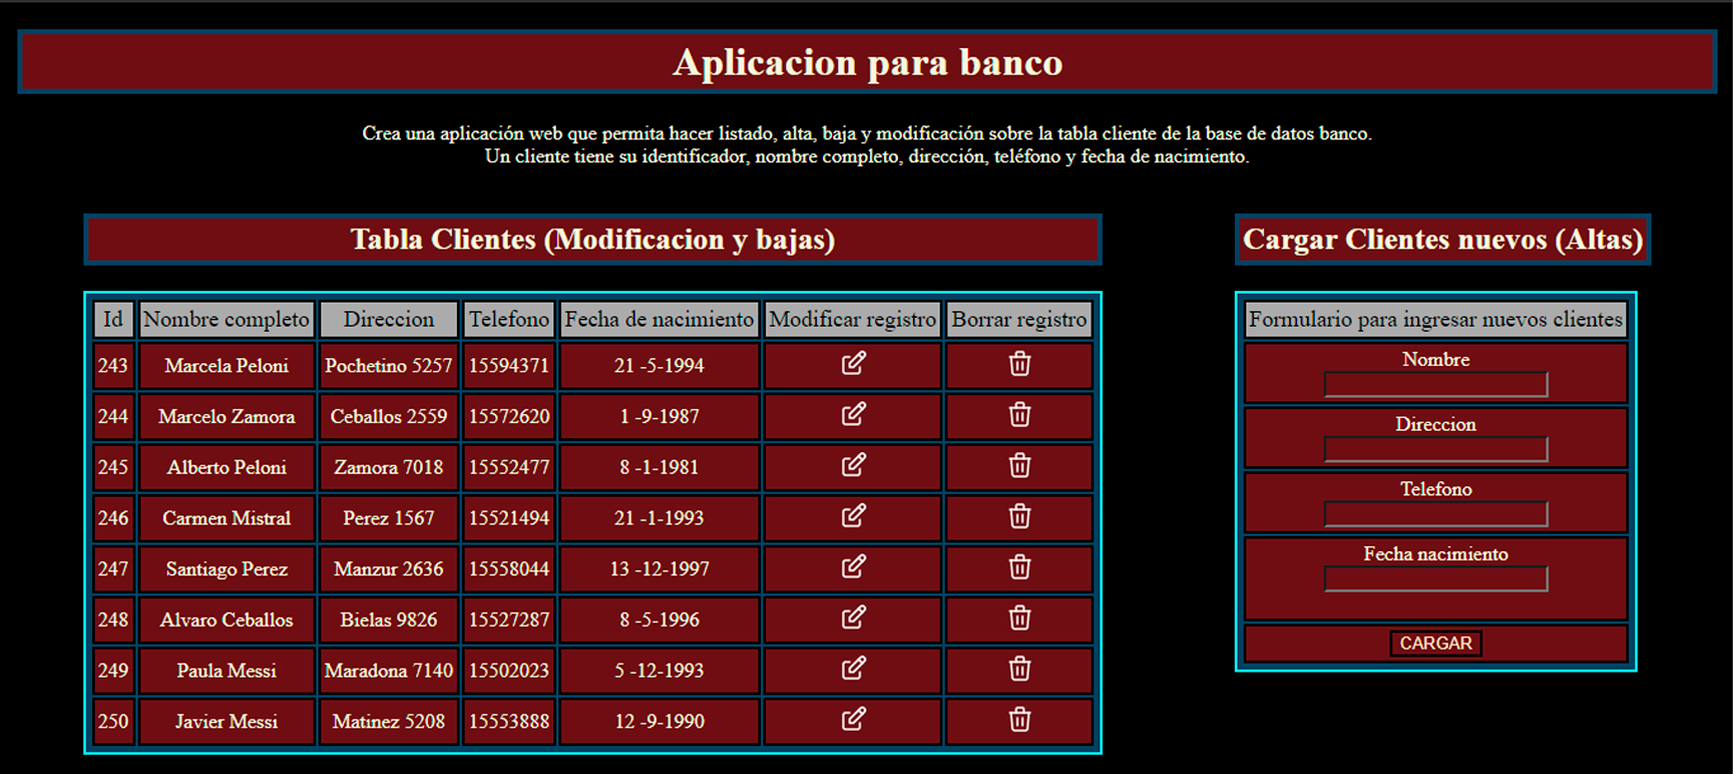 Aplicacion para banco
Crea una aplicación web que permita hacer listado, alta, baja y modificación sobre la tabla cliente de la base de datos banco.
Un cliente tiene su identificador, nombre completo, dirección, teléfono y fecha de nacimiento.
Tabla Clientes (Modificacion y bajas)
Id Nombre completo Direccion Telefono Fecha de nacimiento Modificar registro Borrar registro
243 Marcela Peloni Pochetino 5257 15594371 21 -5-1994
244 Marcelo Zamora Ceballos 2559 15572620 1 -9-1987
245 Alberto Peloni Zamora 7018 15552477 8 -1-1981
246 Carmen Mistral Perez 1567 15521494 21 -1-1993
247 Santiago Perez Manzur 2636 15558044 13 -12-1997
248 Alvaro Ceballos Bielas 9826 15527287 8 -5-1996
249 Paula Messi Maradona 7140 15502023 5 -12-1993
250 Javier Messi Matinez 5208 15553888 12 -9-1990
Cargar Clientes nuevos (Altas)
Formulario para ingresar nuevos clientes
Nombre
Direccion
Telefono
Fecha nacimiento
CARGAR